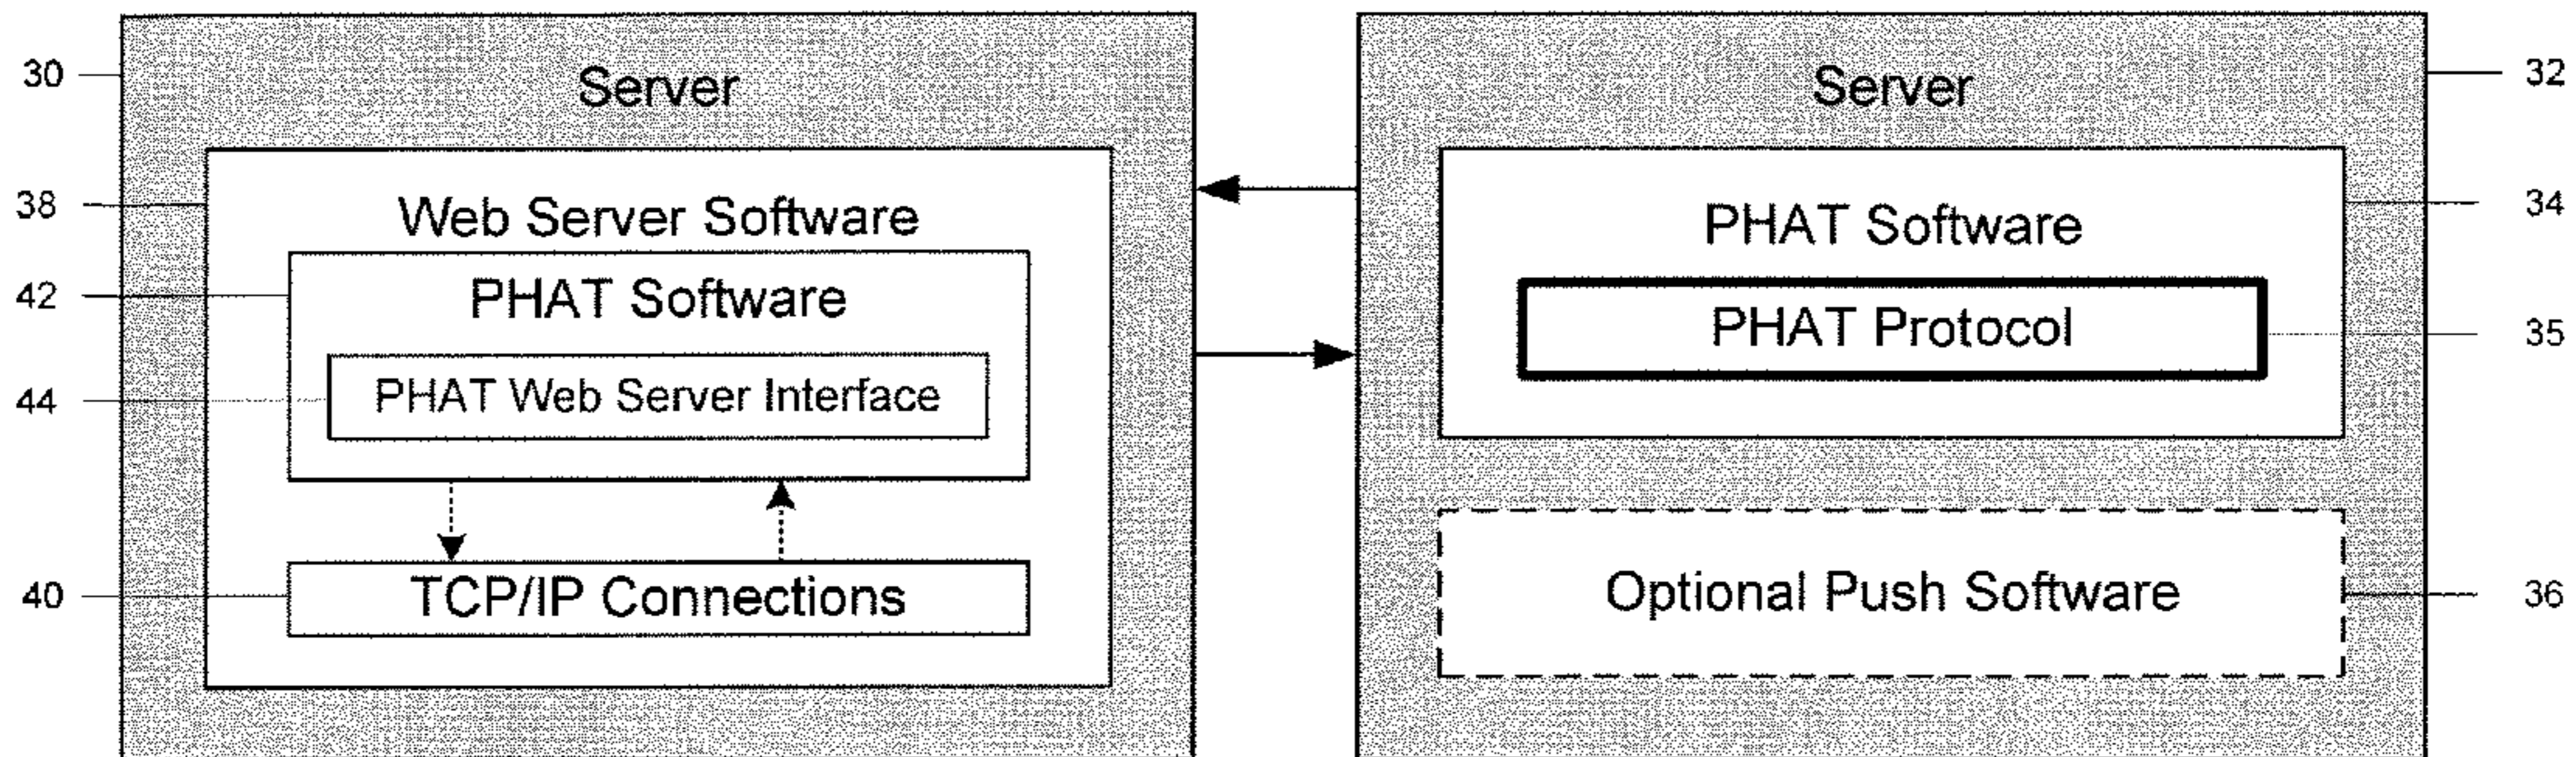 30
Server
38
Web Server Software
42
PHAT Software
44
PHAT Web Server Interface
40
TCP/IP Connections
Server
32
PHAT Software
34
PHAT Protocol
35
Optional Push Software
36